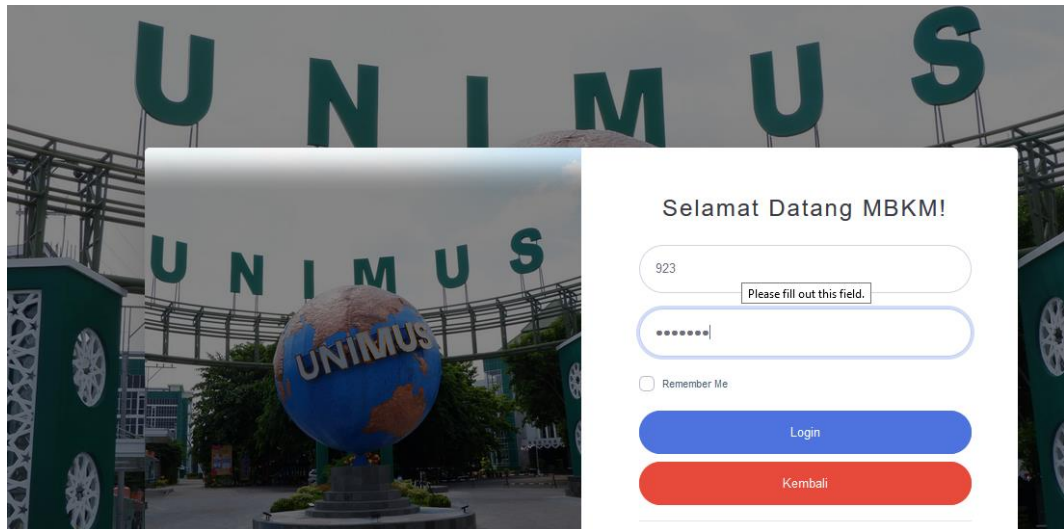 UNIMUS
UNIMUS
UNIMUS
Selamat Datang MBKM!
923
Please fill out this field.
Remember Me
Login
Kembali